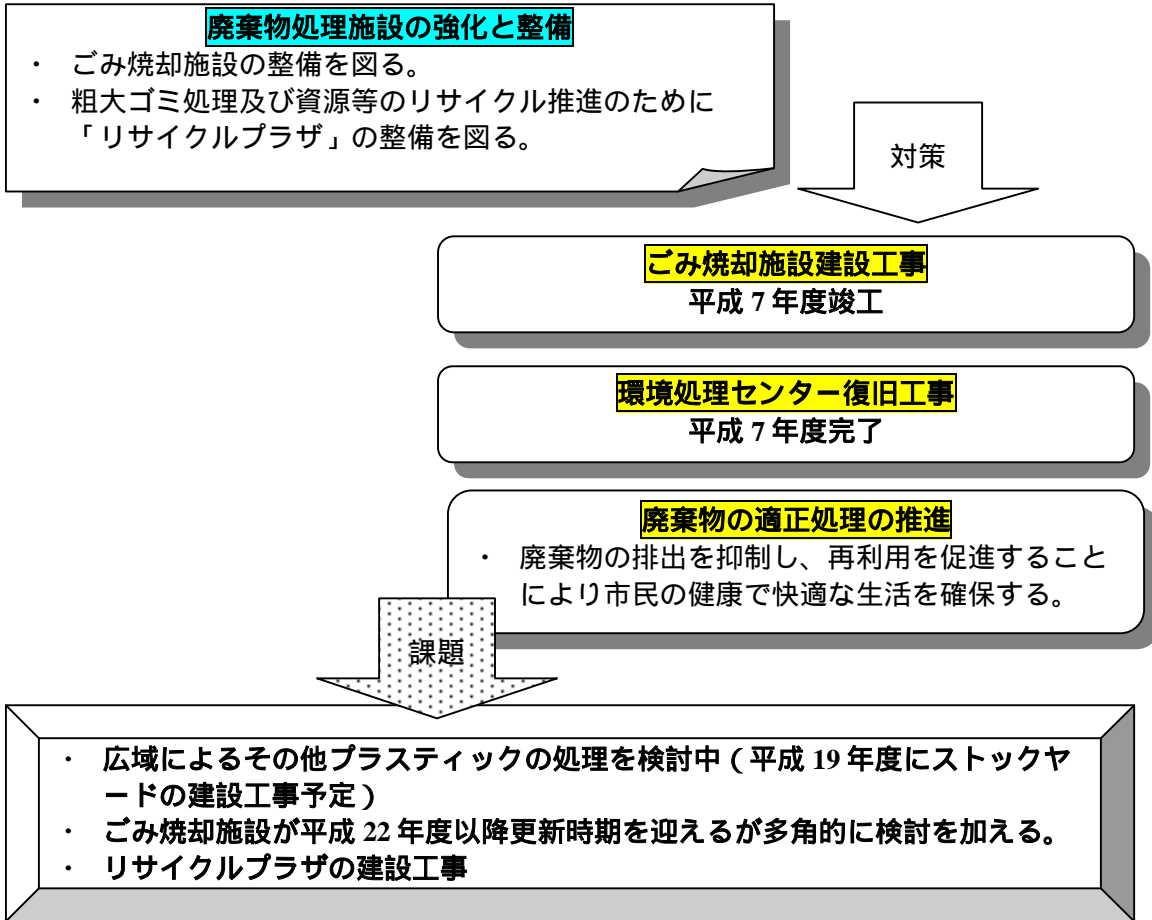 廃棄物処理施設の強化と整備
・ ごみ焼却施設の整備を図る。
・ 粗大ゴミ処理及び資源等のリサイクル推進のために
「リサイクルプラザ」の整備を図る。
対策
ごみ焼却施設建設工事
平成 7 年度竣工
環境処理センター復旧工事
平成 7 年度完了
廃棄物の適正処理の推進
・ 廃棄物の排出を抑制し、再利用を促進すること
により市民の健康で快適な生活を確保する。
課題
・ 広域によるその他プラスティックの処理を検討中（平成 19 年度にストックヤ
ードの建設工事予定）
・ ごみ焼却施設が平成 22 年度以降更新時期を迎えるが多角的に検討を加える。
・ リサイクルプラザの建設工事